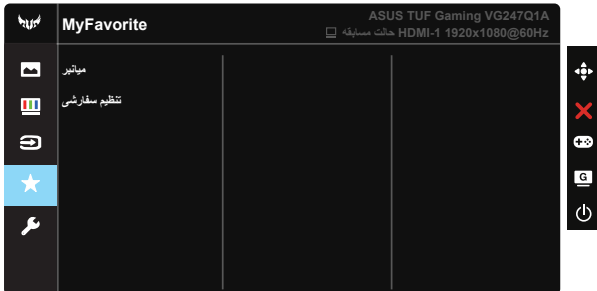 MyFavorite
ASUS TUF Gaming VG247Q1A
حالت مسابقه HDMI-1 1920x1080@60Hz
میانبر
تنظیم سفارشی
G